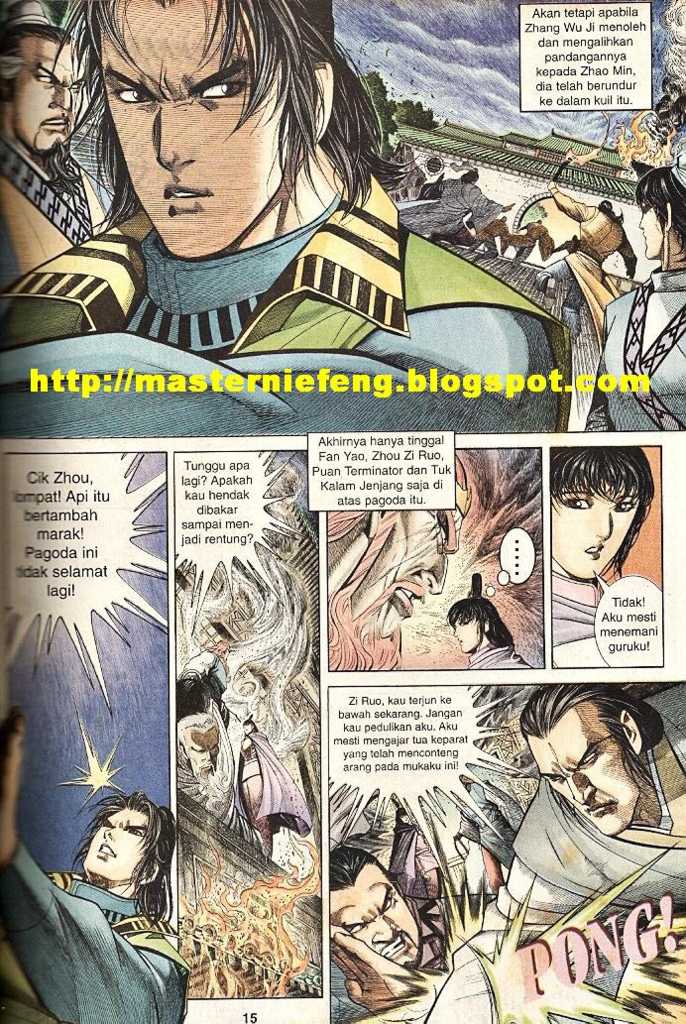 Akan tetapi apabila
Zhang Wu Ji menoleh
dan mengalihkan
pandangannya
kepada Zhao Min,
dia telah berundur
ke dalam kuil itu.
http://masterniefeng.blogspot.com
Cik Zhou,
lompat! Api itu
bertambah
marak!
Pagoda ini
tidak selamat
lagi!
Tunggu apa
lagi? Apakah
kau hendak
dibakar
sampai men-
jadi rentung?
Akhirnya hanya tinggal
Fan Yao, Zhou Zi Ruo,
Puan Terminator dan Tuk
Kalam Jenjang saja di
atas pagoda itu.
....
Tidak!
Aku mesti
menemani
guruku!
Zi Ruo, kau terjun ke
bawah sekarang. Jangan
kau pedulikan aku. Aku
mesti mengajar tua keparat
yang telah menconteng
arang pada mukaku ini!
PONG!
15